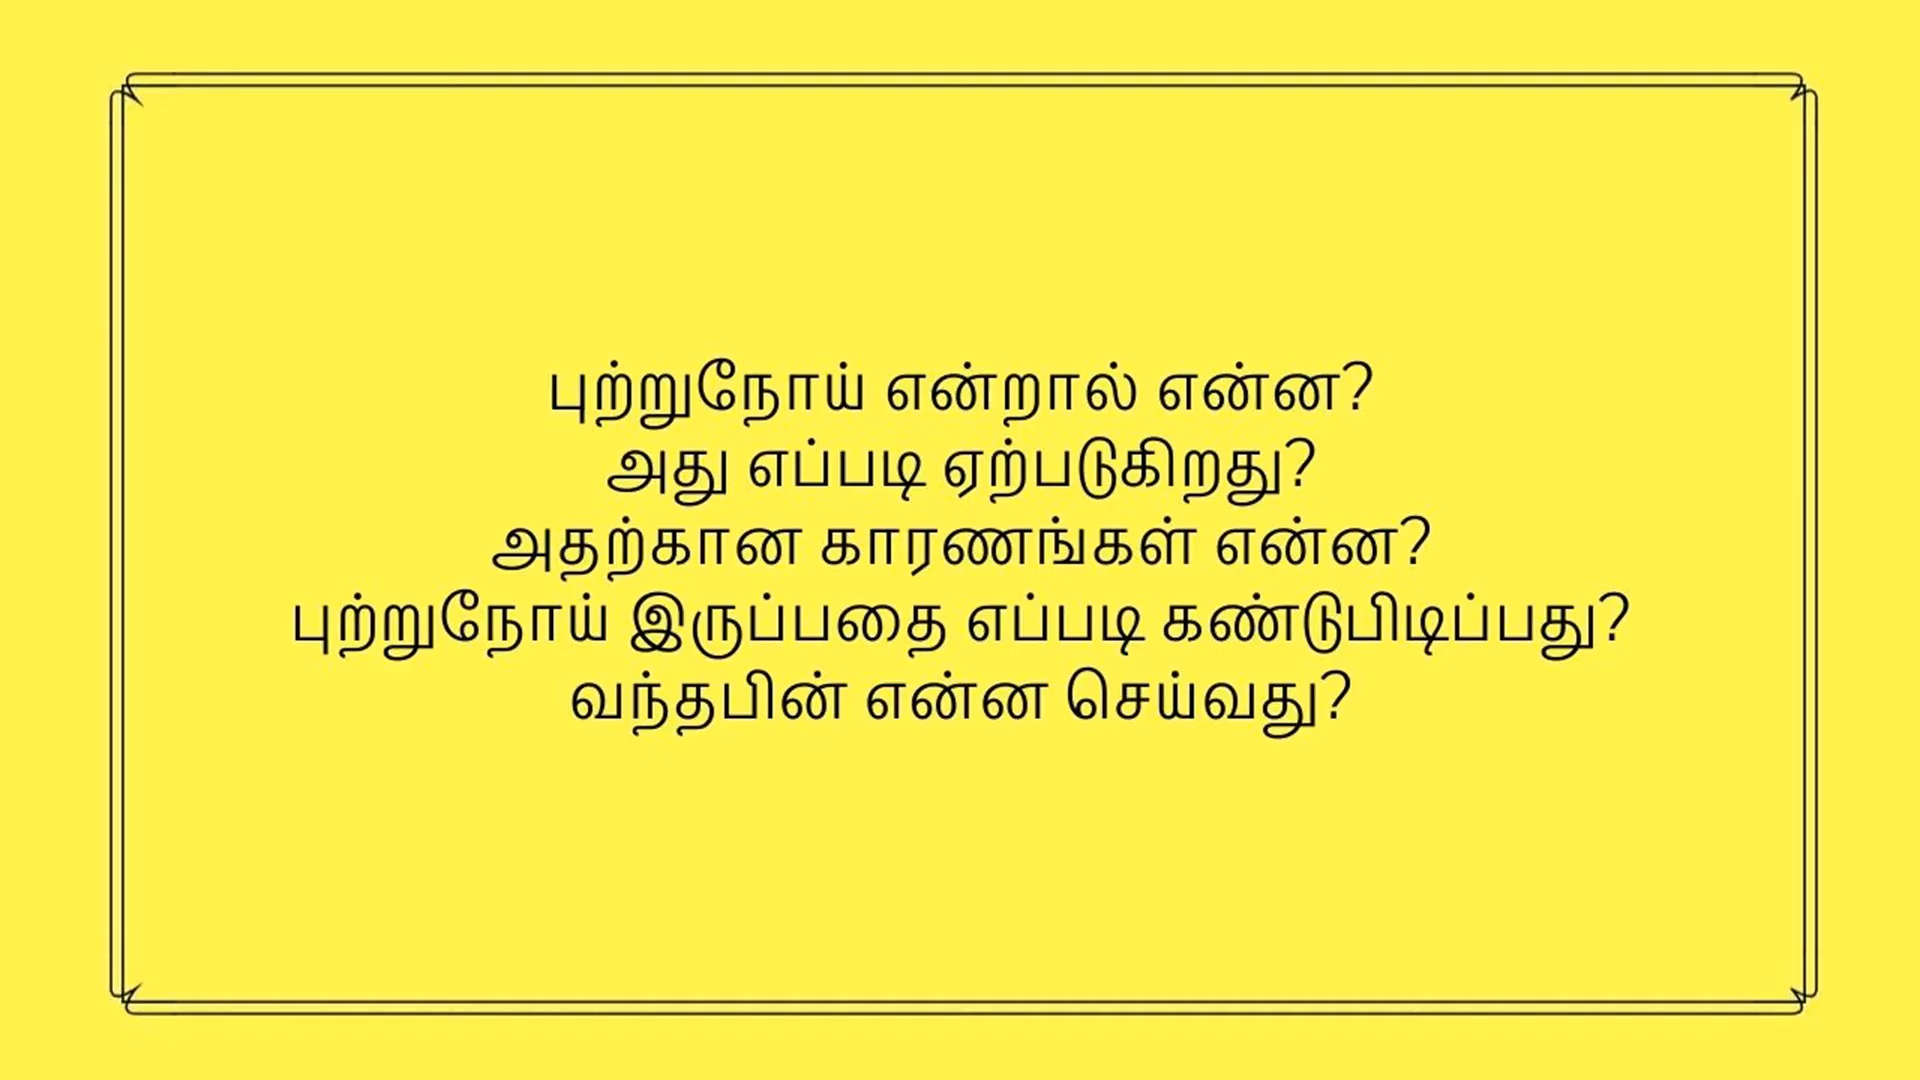 புற்றுநோய் என்றால் என்ன?
அது எப்படி ஏற்படுகிறது?
அதற்கான காரணங்கள் என்ன?
புற்றுநோய் இருப்பதை எப்படி கண்டுபிடிப்பது?
வந்தபின் என்ன செய்வது?